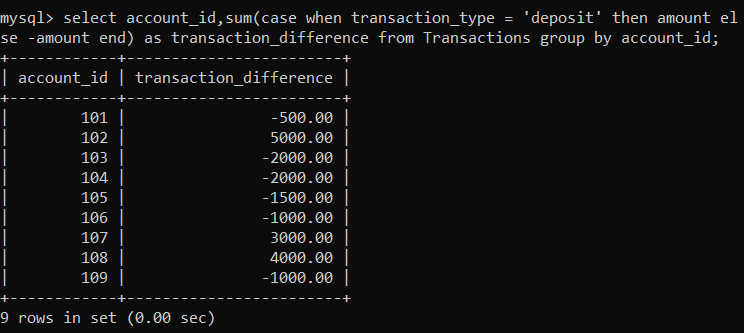 mysql> select account_id,sum(case when transaction_type = 'deposit' then amount el
se -amount end) as transaction_difference from Transactions group by account_id;
+------------+------------------------+
| account_id | transaction_difference |
+------------+------------------------+
|        101 |                -500.00 |
|        102 |                5000.00 |
|        103 |               -2000.00 |
|        104 |               -2000.00 |
|        105 |               -1500.00 |
|        106 |               -1000.00 |
|        107 |                3000.00 |
|        108 |                4000.00 |
|        109 |               -1000.00 |
+------------+------------------------+
9 rows in set (0.00 sec)